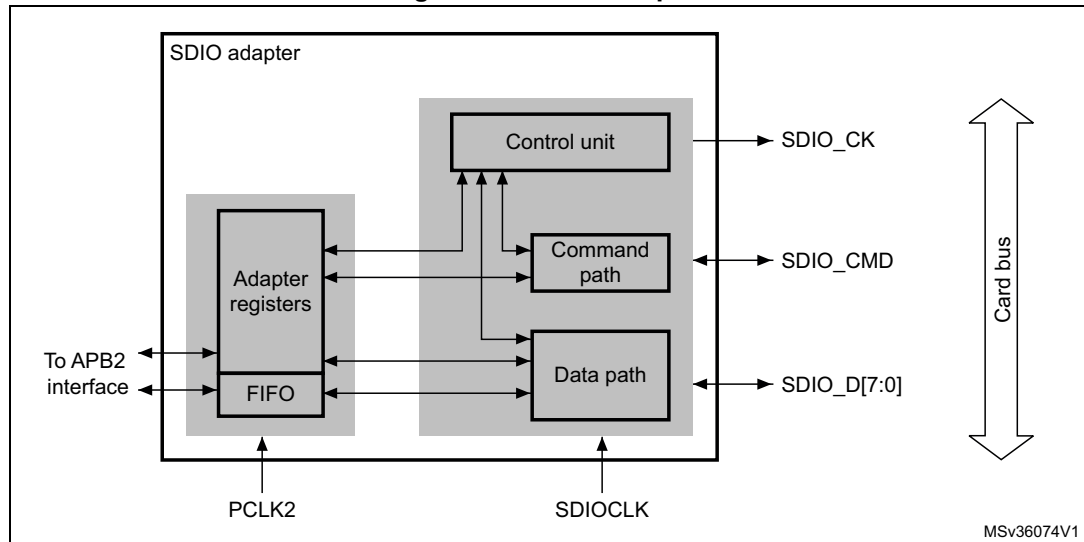 SDIO adapter
Control unit
SDIO_CK
Command
path
SDIO_CMD
Adapter
registers
Card bus
To APB2
interface
FIFO
Data path
SDIO_D[7:0]
PCLK2
SDIOCLK
MSv36074V1